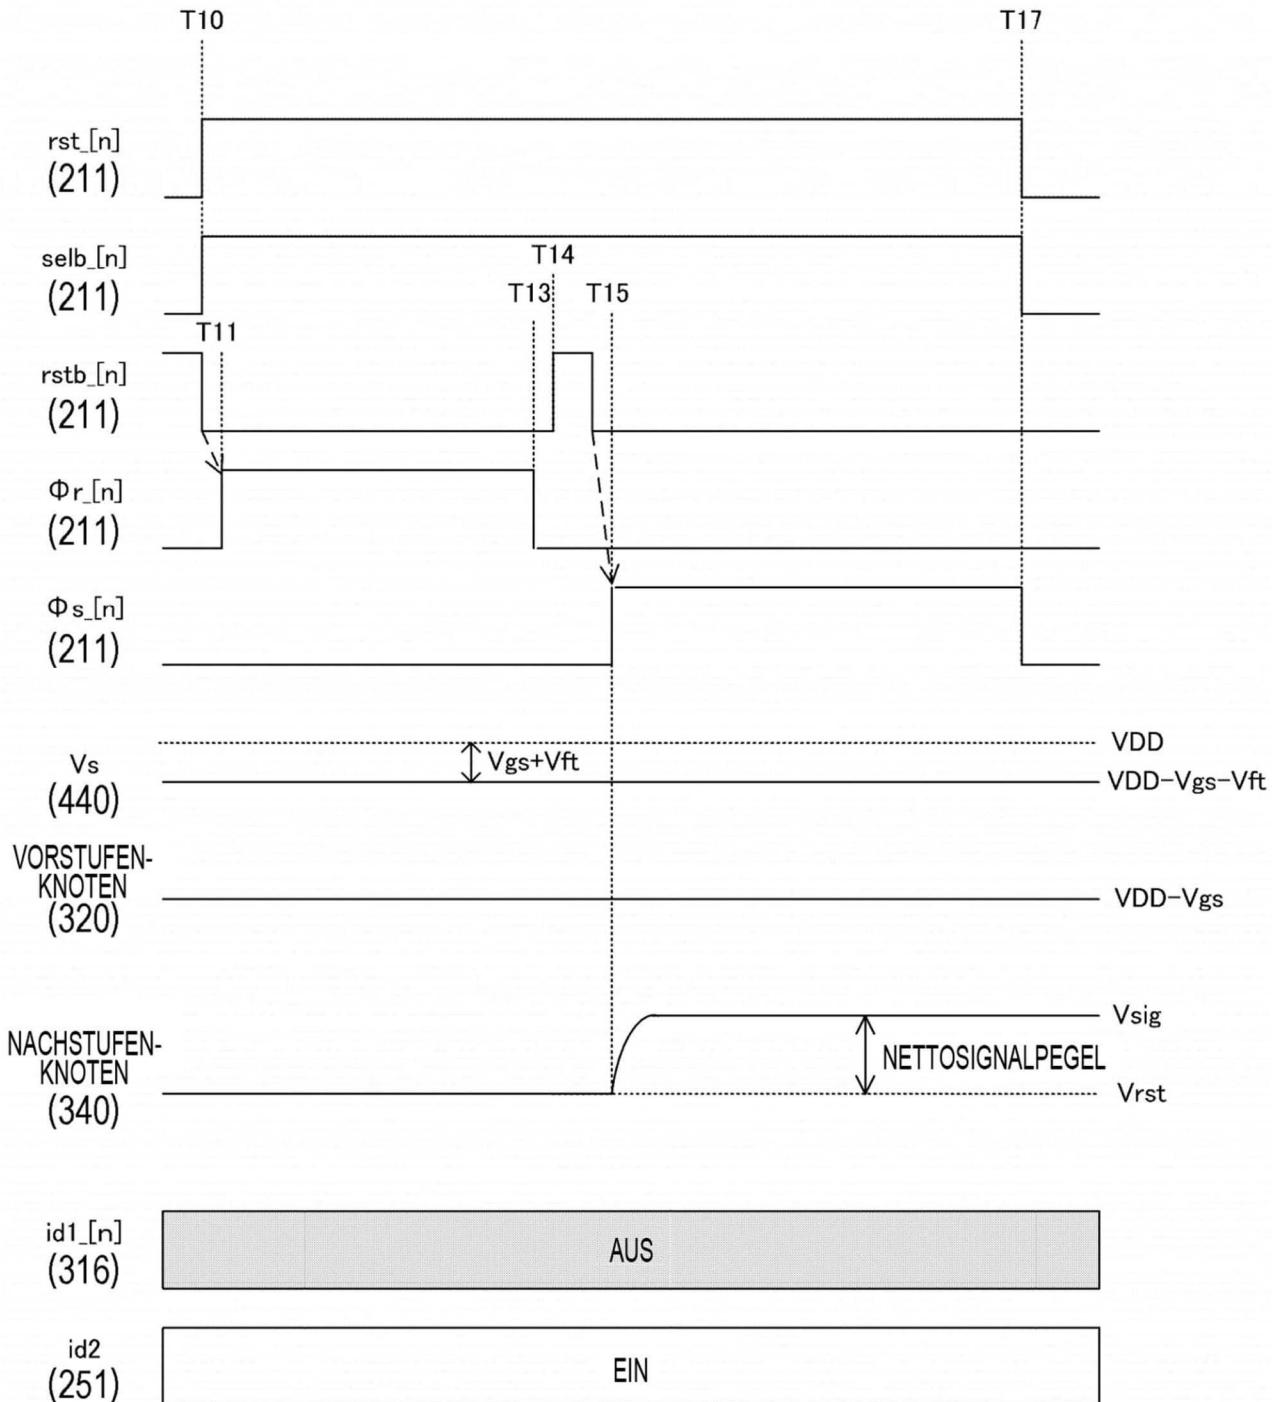 T10
T17
rst_[n]
(211)
selb_[n]
(211)
T14
T13
T15
T11
rstb_[n]
(211)
Φr_[n]
(211)
Φs_[n]
(211)
Vs
(440)
Vgs+Vft
VDD
VDD-Vgs-Vft
VORSTUFEN-
KNOTEN
(320)
VDD-Vgs
NACHSTUFEN-
KNOTEN
(340)
Vsig
NETTOSIGNALPEGEL
Vrst
id1_[n]
(316)
AUS
id2
(251)
EIN